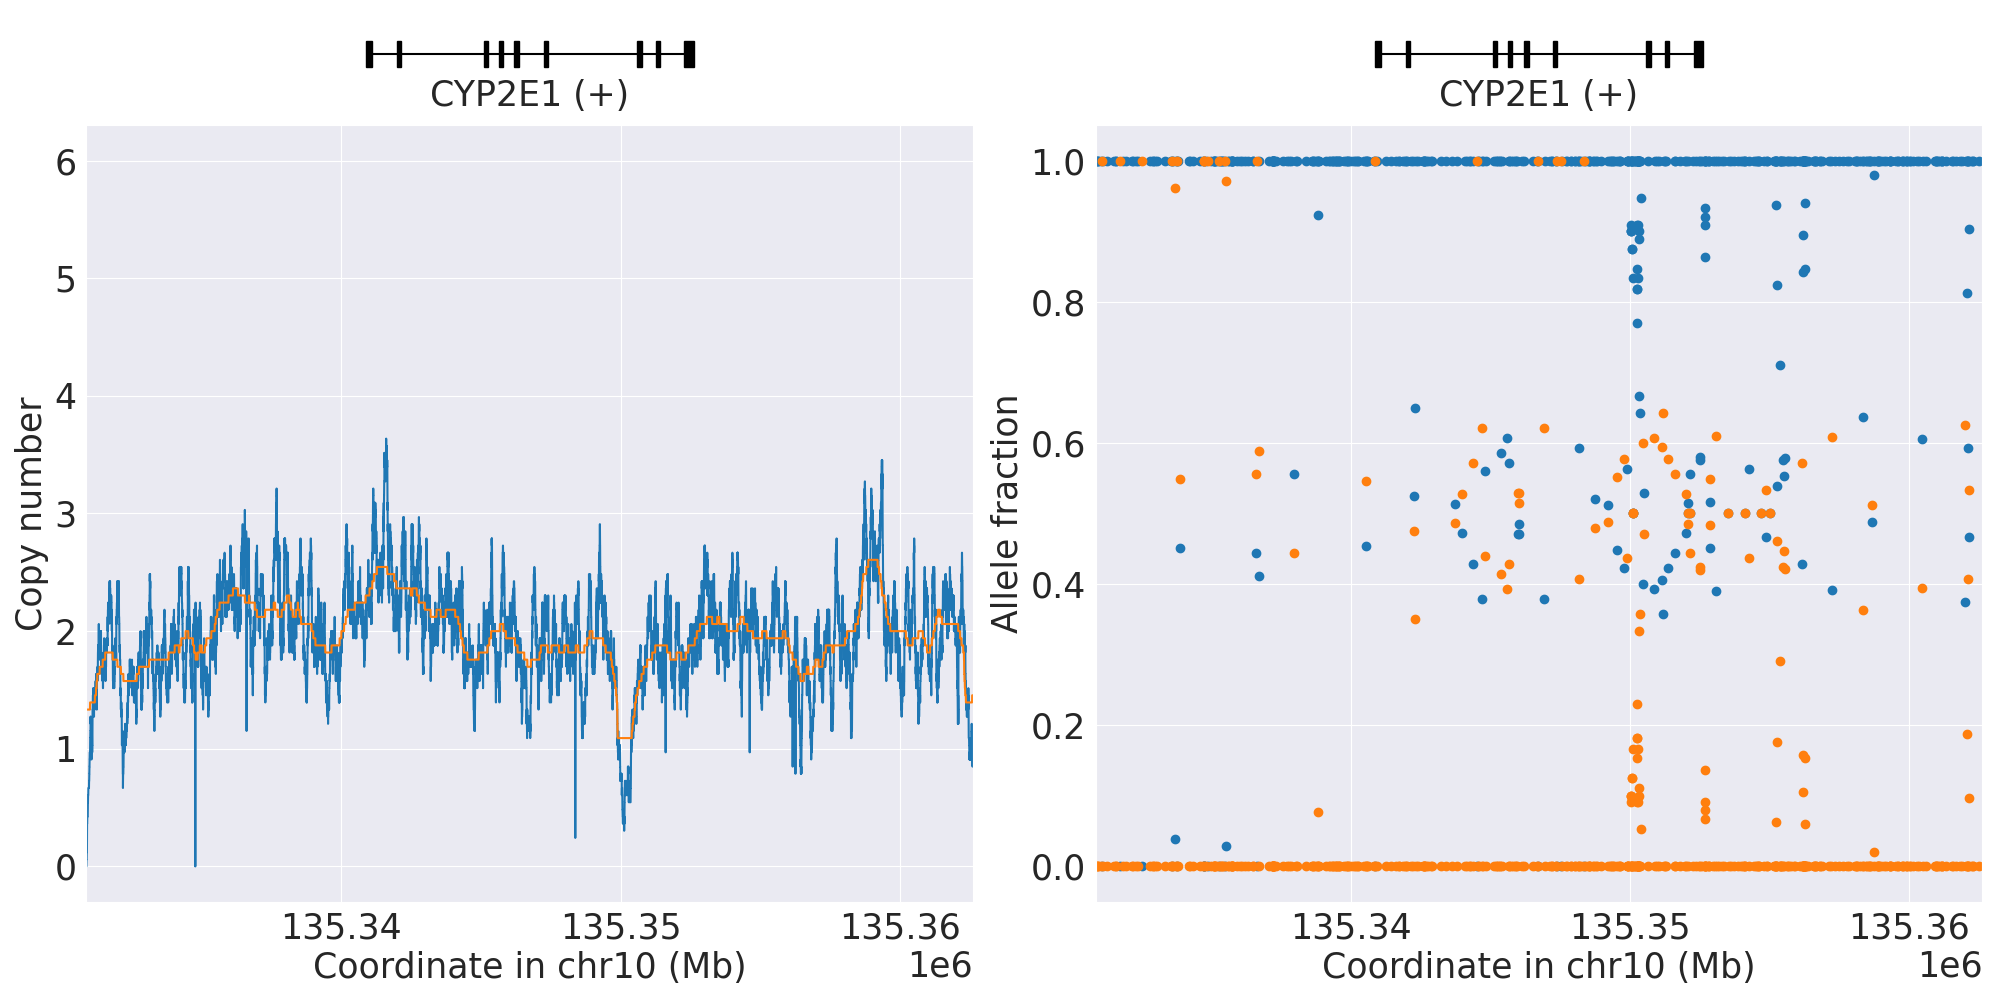 CYP2E1 (+)
6
5
4
3
2
1
0
Copy number
135.34 135.35 135.36
Coordinate in chr10 (Mb)
1e6
CYP2E1 (+)
1.0
0.8
0.6
0.4
0.2
0.0
Allele fraction
135.34 135.35 135.36
Coordinate in chr10 (Mb)
1e6